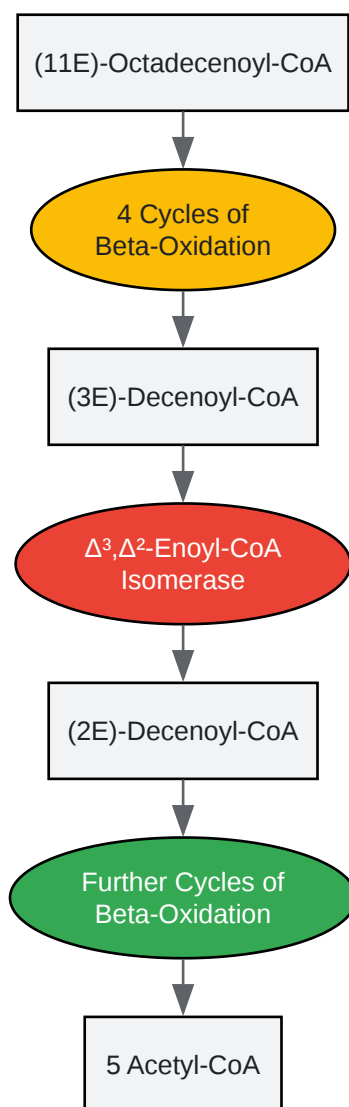 (11E)-Octadecenoyl-CoA
4 Cycles of
Beta-Oxidation
(3E)-Decenoyl-CoA
Δ³,Δ²-Enoyl-CoA
Isomerase
(2E)-Decenoyl-CoA
Further Cycles of
Beta-Oxidation
5 Acetyl-CoA